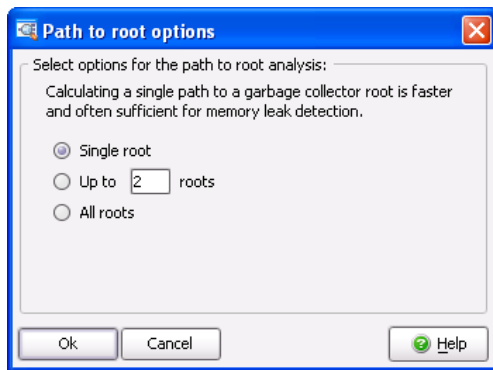 Path to root options
Select options for the path to root analysis:
Calculating a single path to a garbage collector root is faster
and often sufficient for memory leak detection.
Single root
Up to 2 roots
All roots
Ok Cancel Help